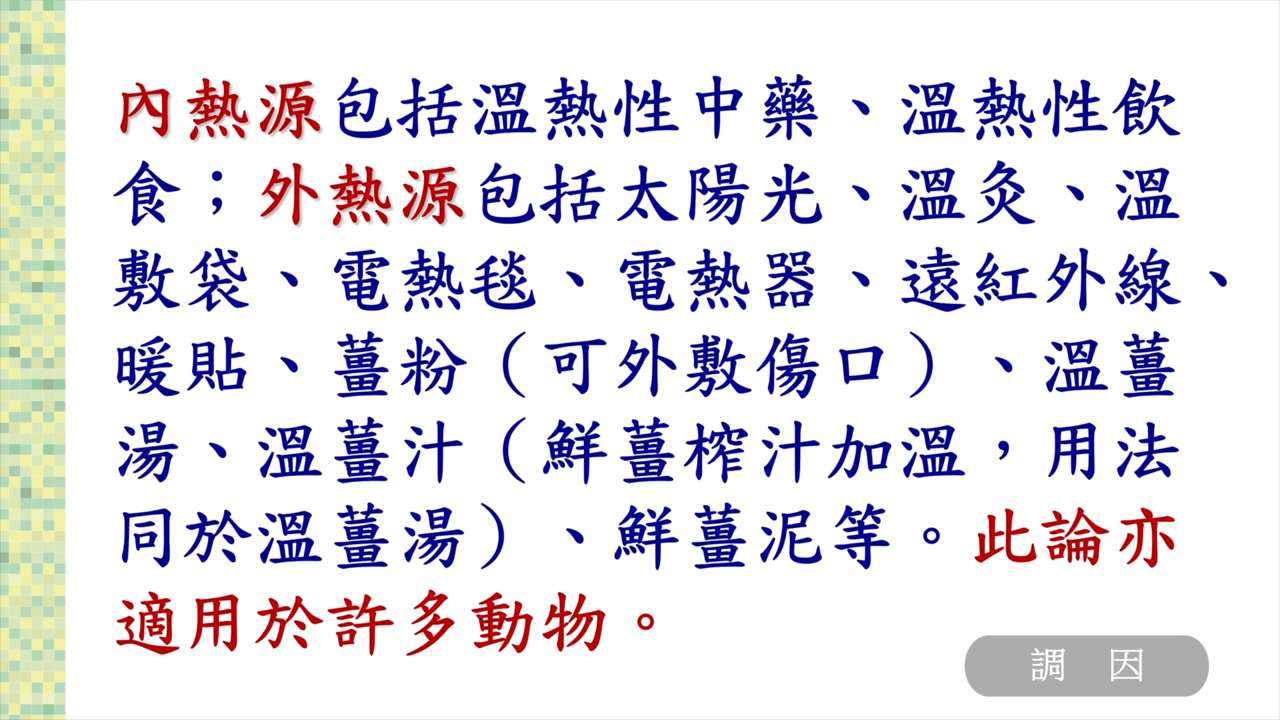 內熱源包括溫熱性中藥、溫熱性飲
食；外熱源包括太陽光、溫灸、溫
敷袋、電熱毯、電熱器、遠紅外線、
暖貼、薑粉（可外敷傷口）、溫薑
湯、溫薑汁（鮮薑榨汁加溫，用法
同於溫薑湯）、鮮薑泥等。此論亦
適用於許多動物。
調 因